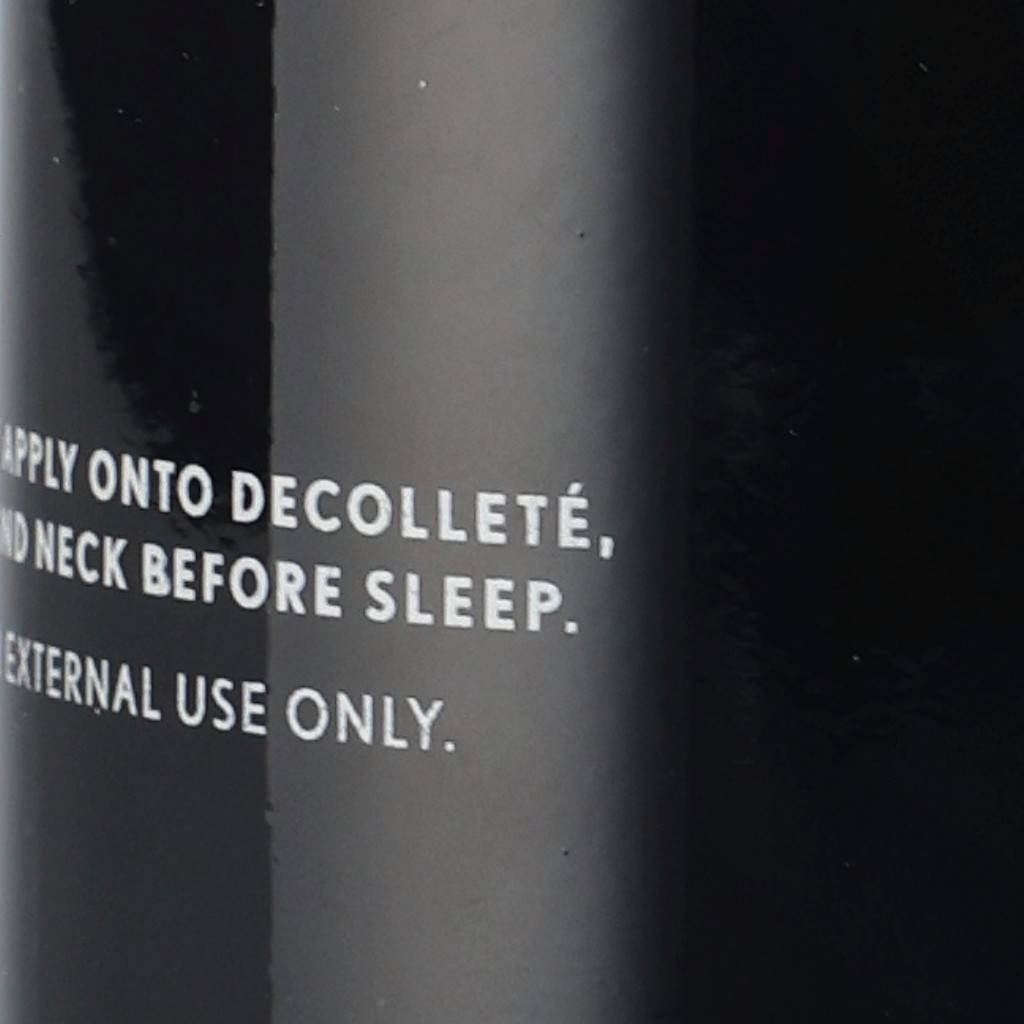 APPLY ONTO DECOLLETÉ,
NECK BEFORE SLEEP.
EXTERNAL USE ONLY.